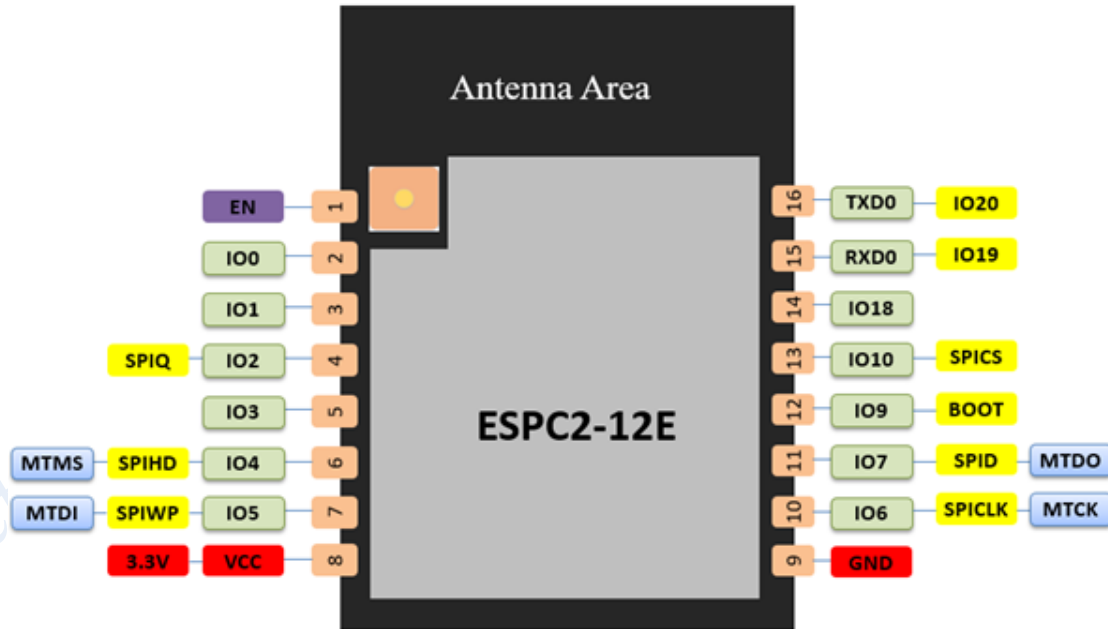 Antenna Area
EN 1 16 TXD0 IO20
IO0 2 15 RXD0 IO19
IO1 3 14 IO18
SPIQ IO2 4 13 IO10 SPICS
IO3 5 12 IO9 BOOT
ESPC2-12E
MTMS SPIHD IO4 6 11 IO7 SPID MTDO
MTDI SPIWP IO5 7 10 IO6 SPICLK MTCK
3.3V VCC 8 9 GND